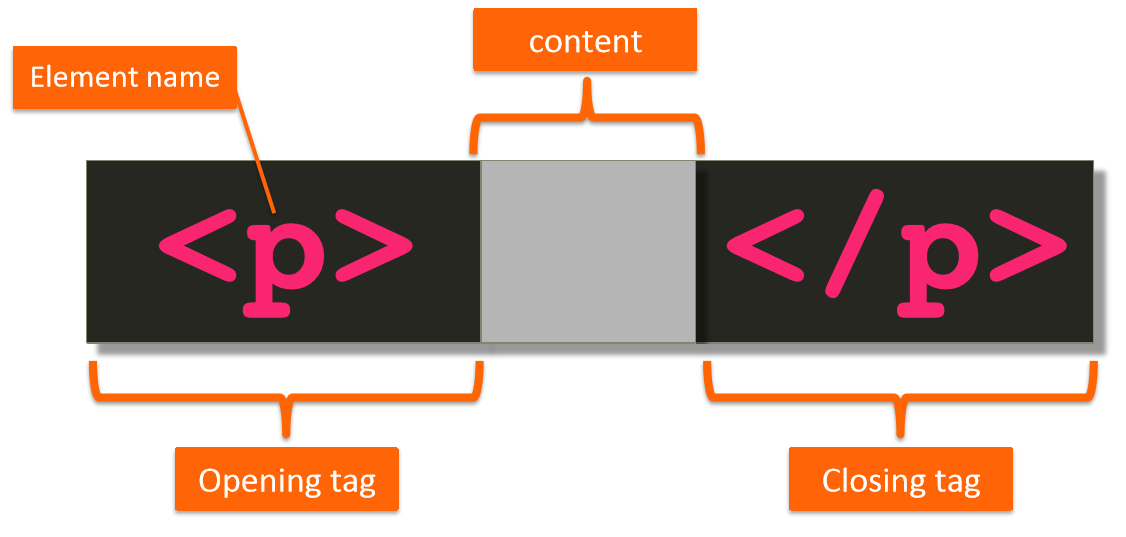 content
Element name
<p> </p>
Opening tag
Closing tag